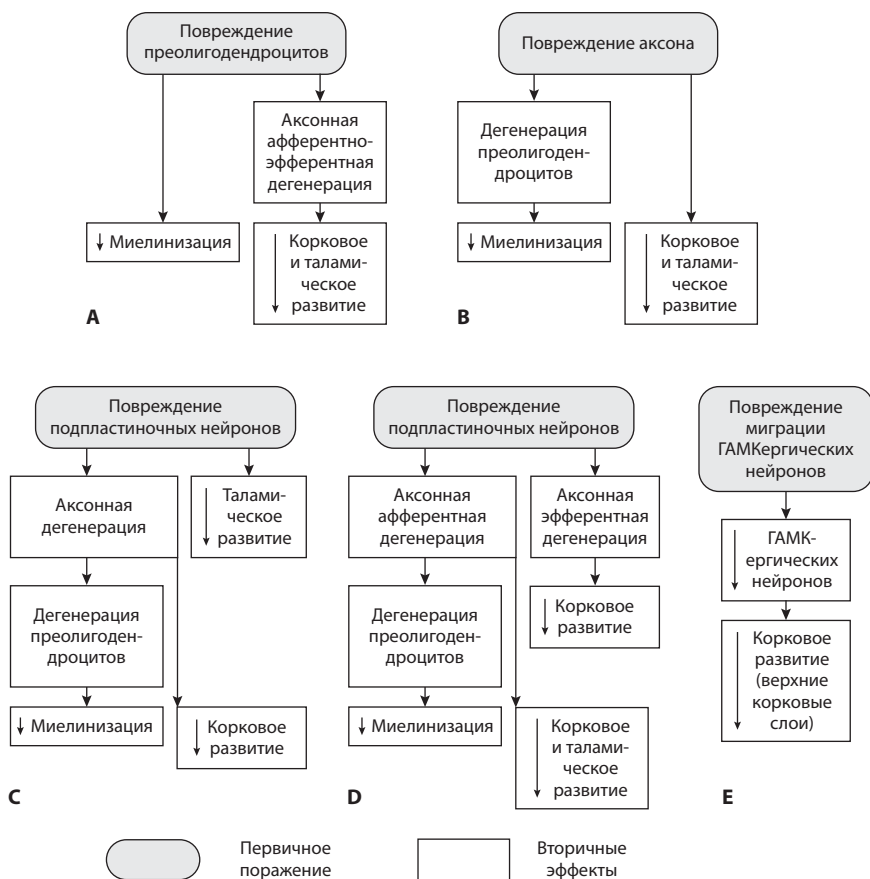 Повреждение
преолигодендроцитов
Аксонная
афферентно-
эфферентная
дегенерация
↓ Миелинизация
Корковое
и талами-
ческое
развитие
A
Повреждение аксона
Дегенерация
преолигоден-
дроцитов
↓ Миелинизация
Корковое
и талами-
ческое
развитие
B
Повреждение
подпластиночных нейронов
Аксонная
дегенерация
Талами-
ческое
развитие
Дегенерация
преолигоден-
дроцитов
↓ Миелинизация
Корковое
развитие
C
Повреждение
подпластиночных нейронов
Аксонная
афферентная
дегенерация
Аксонная
эфферентная
дегенерация
Дегенерация
преолигоден-
дроцитов
Корковое
развитие
↓ Миелинизация
Корковое
и талами-
ческое
развитие
D
Повреждение
миграции
ГАМКергических
нейронов
ГАМК-
ергических
нейронов
Корковое
развитие
(верхние
корковые
слои)
E
Первичное
поражение
Вторичные
эффекты